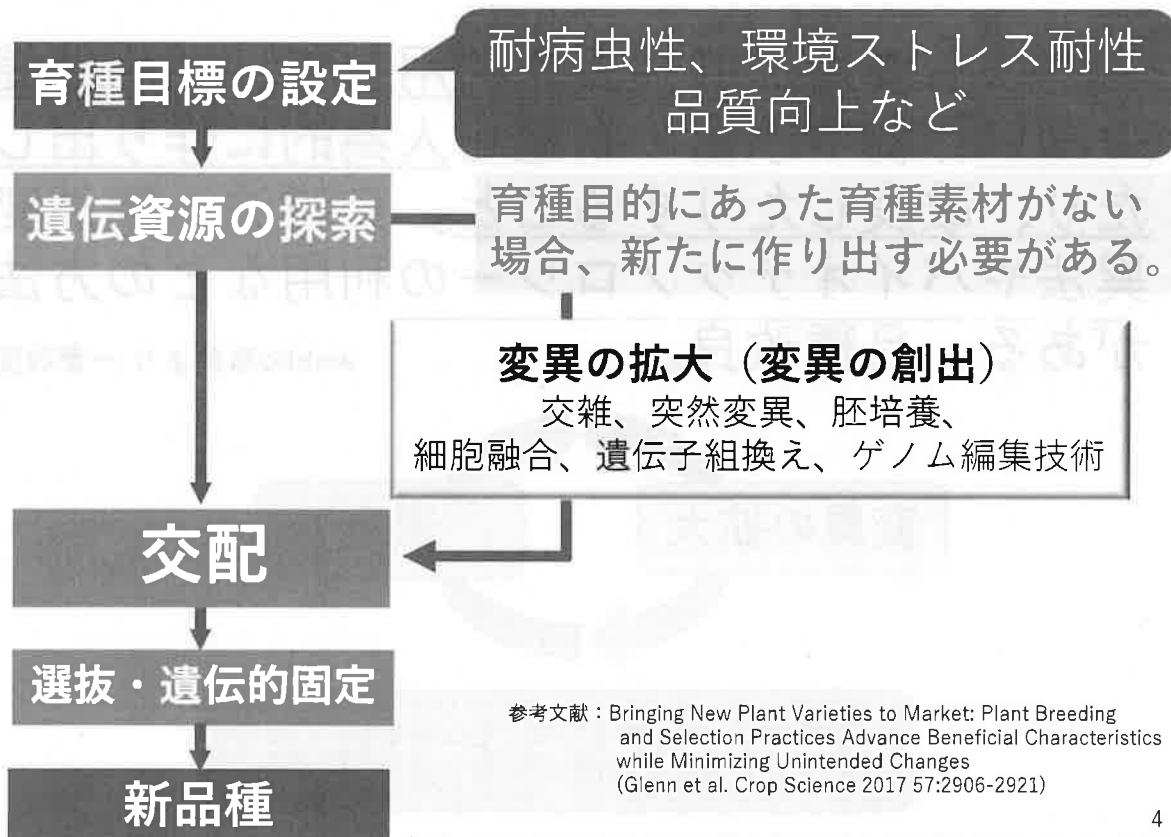 育種目標の設定
耐病虫性、環境ストレス耐性
品質向上など
遺伝資源の探索
育種目的にあった育種素材がない
場合、新たに作り出す必要がある。
変異の拡大（変異の創出）
交雑、突然変異、胚培養、
細胞融合、遺伝子組換え、ゲノム編集技術
交配
選抜・遺伝的固定
新品種
参考文献：Bringing New Plant Varieties to Market: Plant Breeding
and Selection Practices Advance Beneficial Characteristics
while Minimizing Unintended Changes
(Glenn et al. Crop Science 2017 57:2906-2921)
4